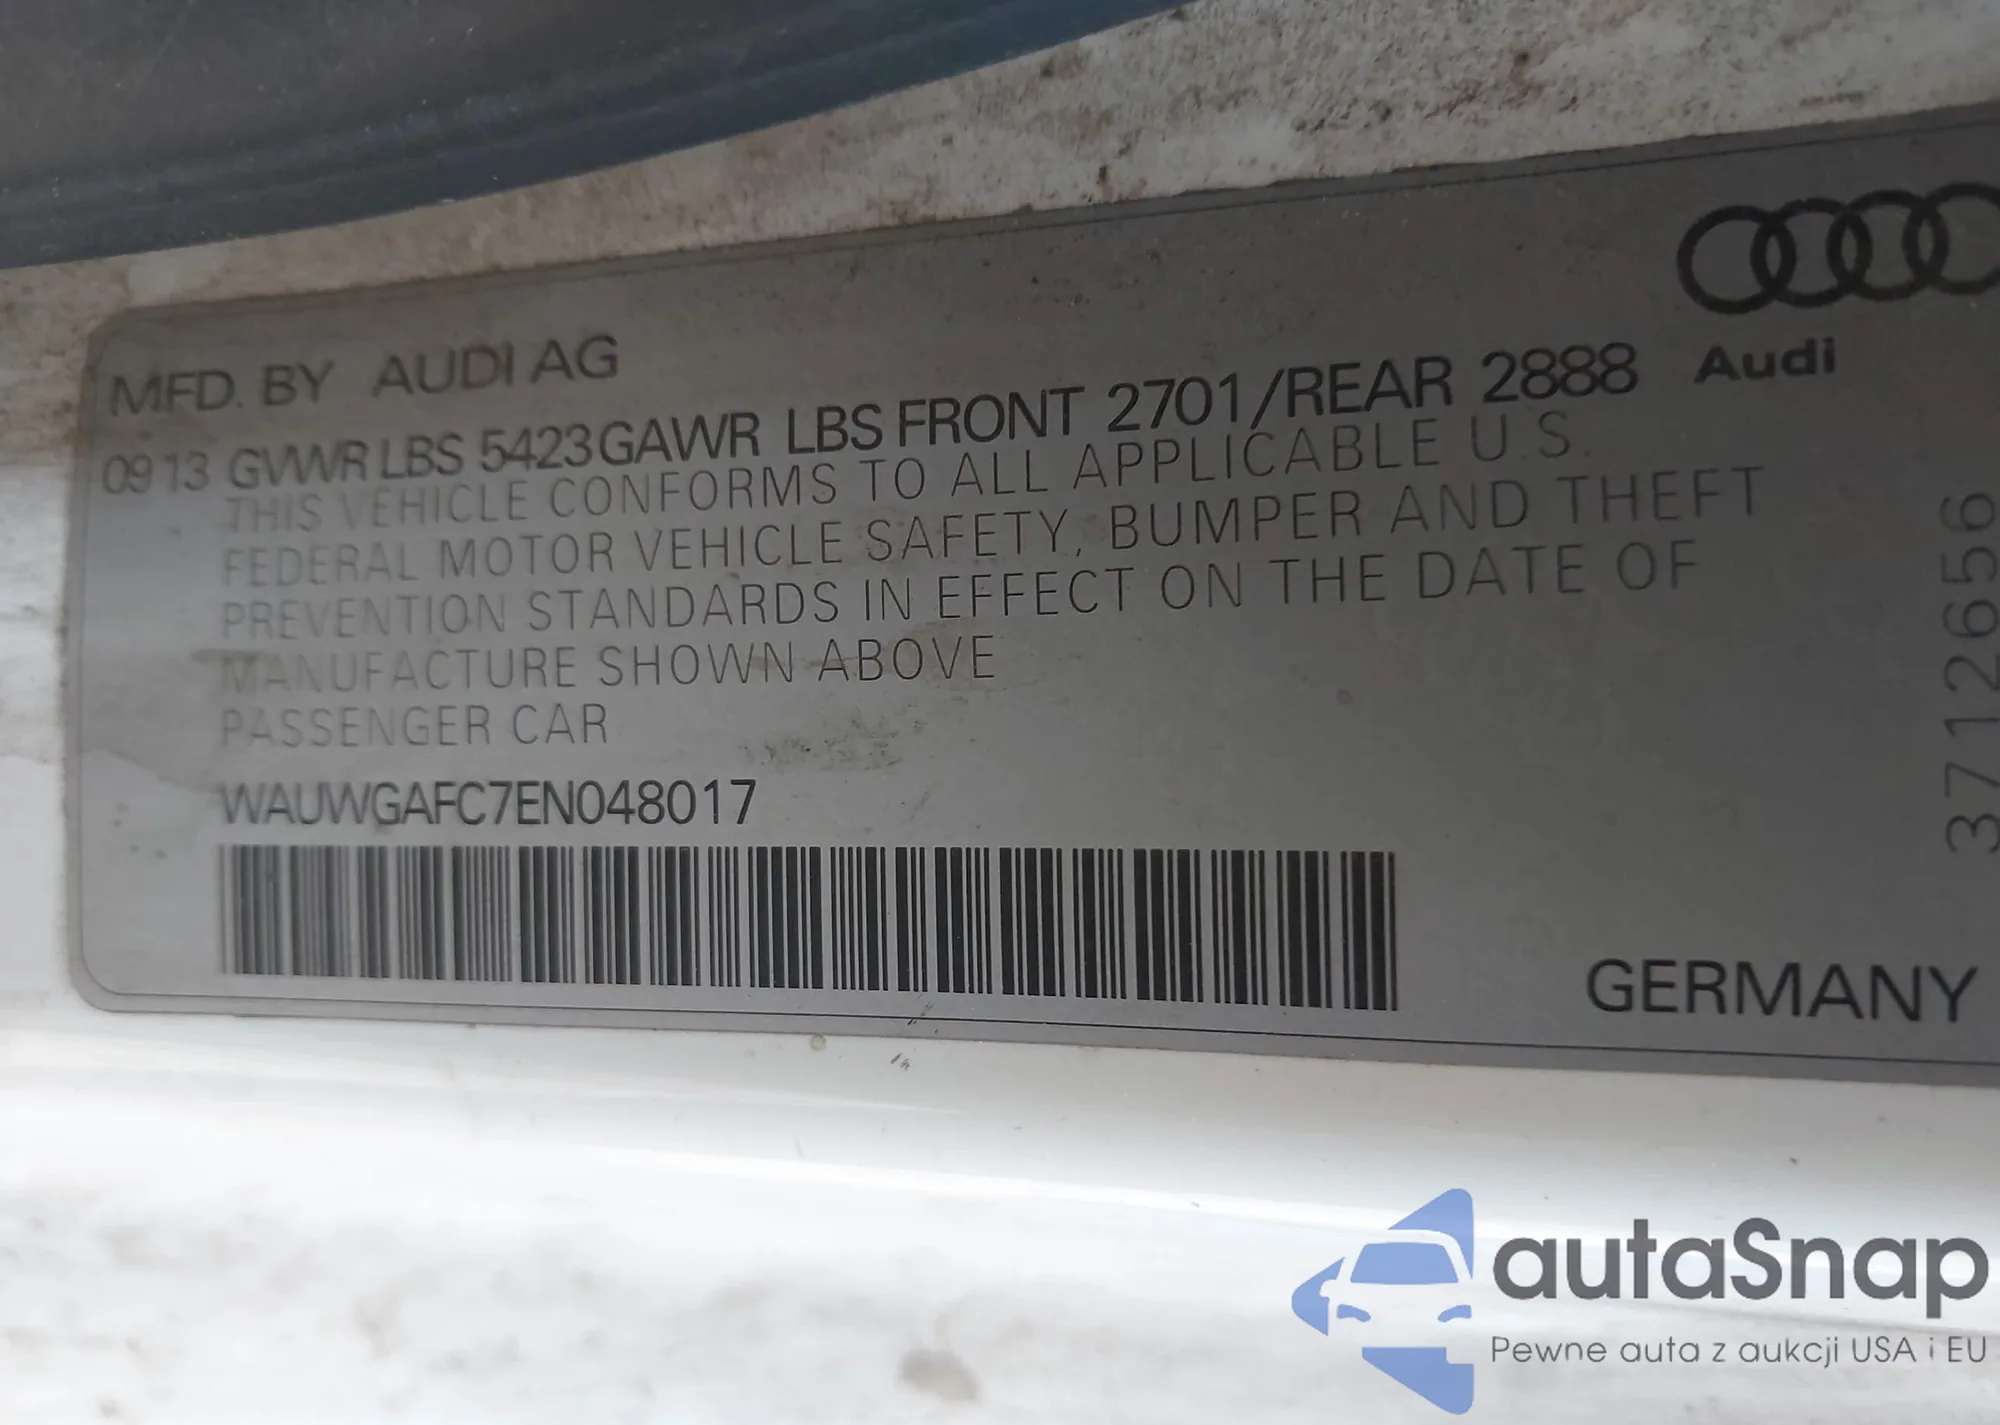 MFD. BY AUDI AG
09 13 GVWR LBS 5423 GAWR LBS FRONT 2701/REAR 2888
Audi
THIS VEHICLE CONFORMS TO ALL APPLICABLE U.S.
FEDERAL MOTOR VEHICLE SAFETY, BUMPER AND THEFT
PREVENTION STANDARDS IN EFFECT ON THE DATE OF
MANUFACTURE SHOWN ABOVE
PASSENGER CAR
WAUWGAFC7EN048017
3712656
GERMANY
autaSnap
Pewne auta z aukcji USA i EU